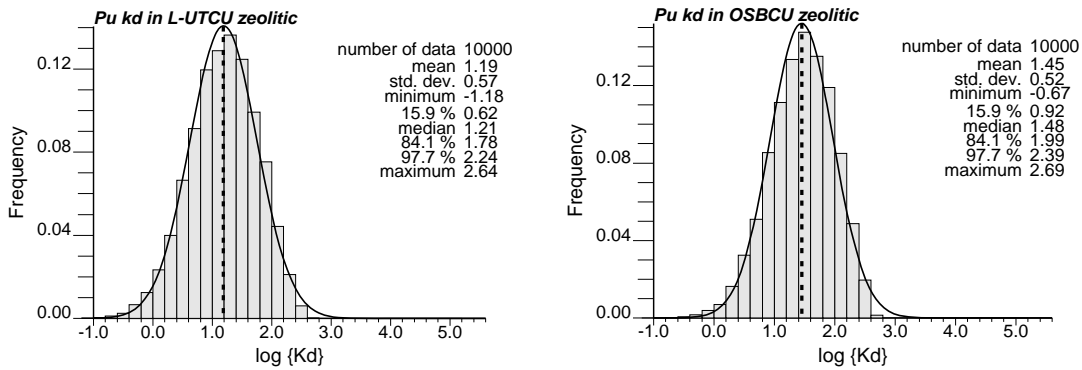 Pu kd in L-UTCU zeolitic
number of data 10000
mean 1.19
std. dev. 0.57
minimum -1.18
15.9 % 0.62
median 1.21
84.1 % 1.78
97.7 % 2.24
maximum 2.64
Frequency
0.12
0.08
0.04
0.00
-1.0 0.0 1.0 2.0 3.0 4.0 5.0
log {Kd}
Pu kd in OSBCU zeolitic
number of data 10000
mean 1.45
std. dev. 0.52
minimum -0.67
15.9 % 0.92
median 1.48
84.1 % 1.99
97.7 % 2.39
maximum 2.69
Frequency
0.12
0.08
0.04
0.00
-1.0 0.0 1.0 2.0 3.0 4.0 5.0
log {Kd}